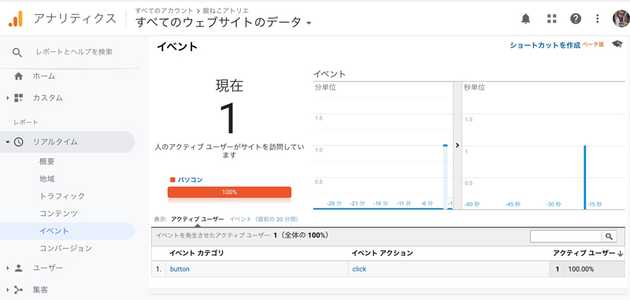 アナリティクス
すべてのアカウント > 銀ねこアトリエ
すべてのウェブサイトのデータ
レポートとヘルプを検索
ホーム
カスタム
レポート
リアルタイム
概要
地域
トラフィック
コンテンツ
イベント
コンバージョン
ユーザー
集客
イベント
ショートカットを作成 ベータ版
現在
1
人のアクティブ ユーザーがサイトを訪問してい
ます
パソコン
100%
イベント
分単位
秒単位
1.5
1.0
0.5
1.5
1.0
0.5
-26 分
-21 分
-16 分
-11 分
-6 分
-1
-60 秒
-45 秒
-30 秒
-15 秒
表示: アクティブ ユーザー イベント（最初の 30 分間）
イベントを発生させたアクティブ ユーザー 1（全体の 100%）
イベント カテゴリ
イベント アクション
アクティブ ユーザー
1. button click 1 100.00%